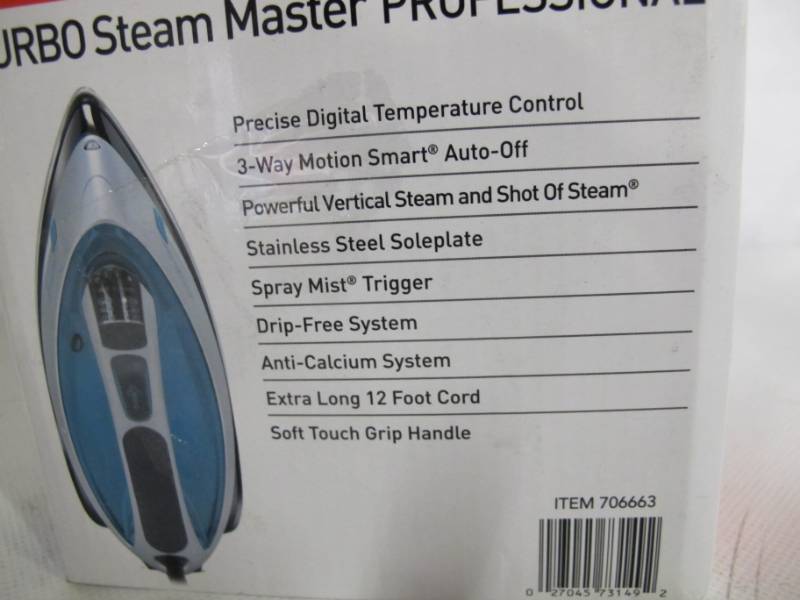 URBO Steam Master PROFESSIONAL
Precise Digital Temperature Control
3-Way Motion Smart® Auto-Off
Powerful Vertical Steam and Shot Of Steam®
Stainless Steel Soleplate
Spray Mist® Trigger
Drip-Free System
Anti-Calcium System
Extra Long 12 Foot Cord
Soft Touch Grip Handle
ITEM 706663
0 27045 73149 2